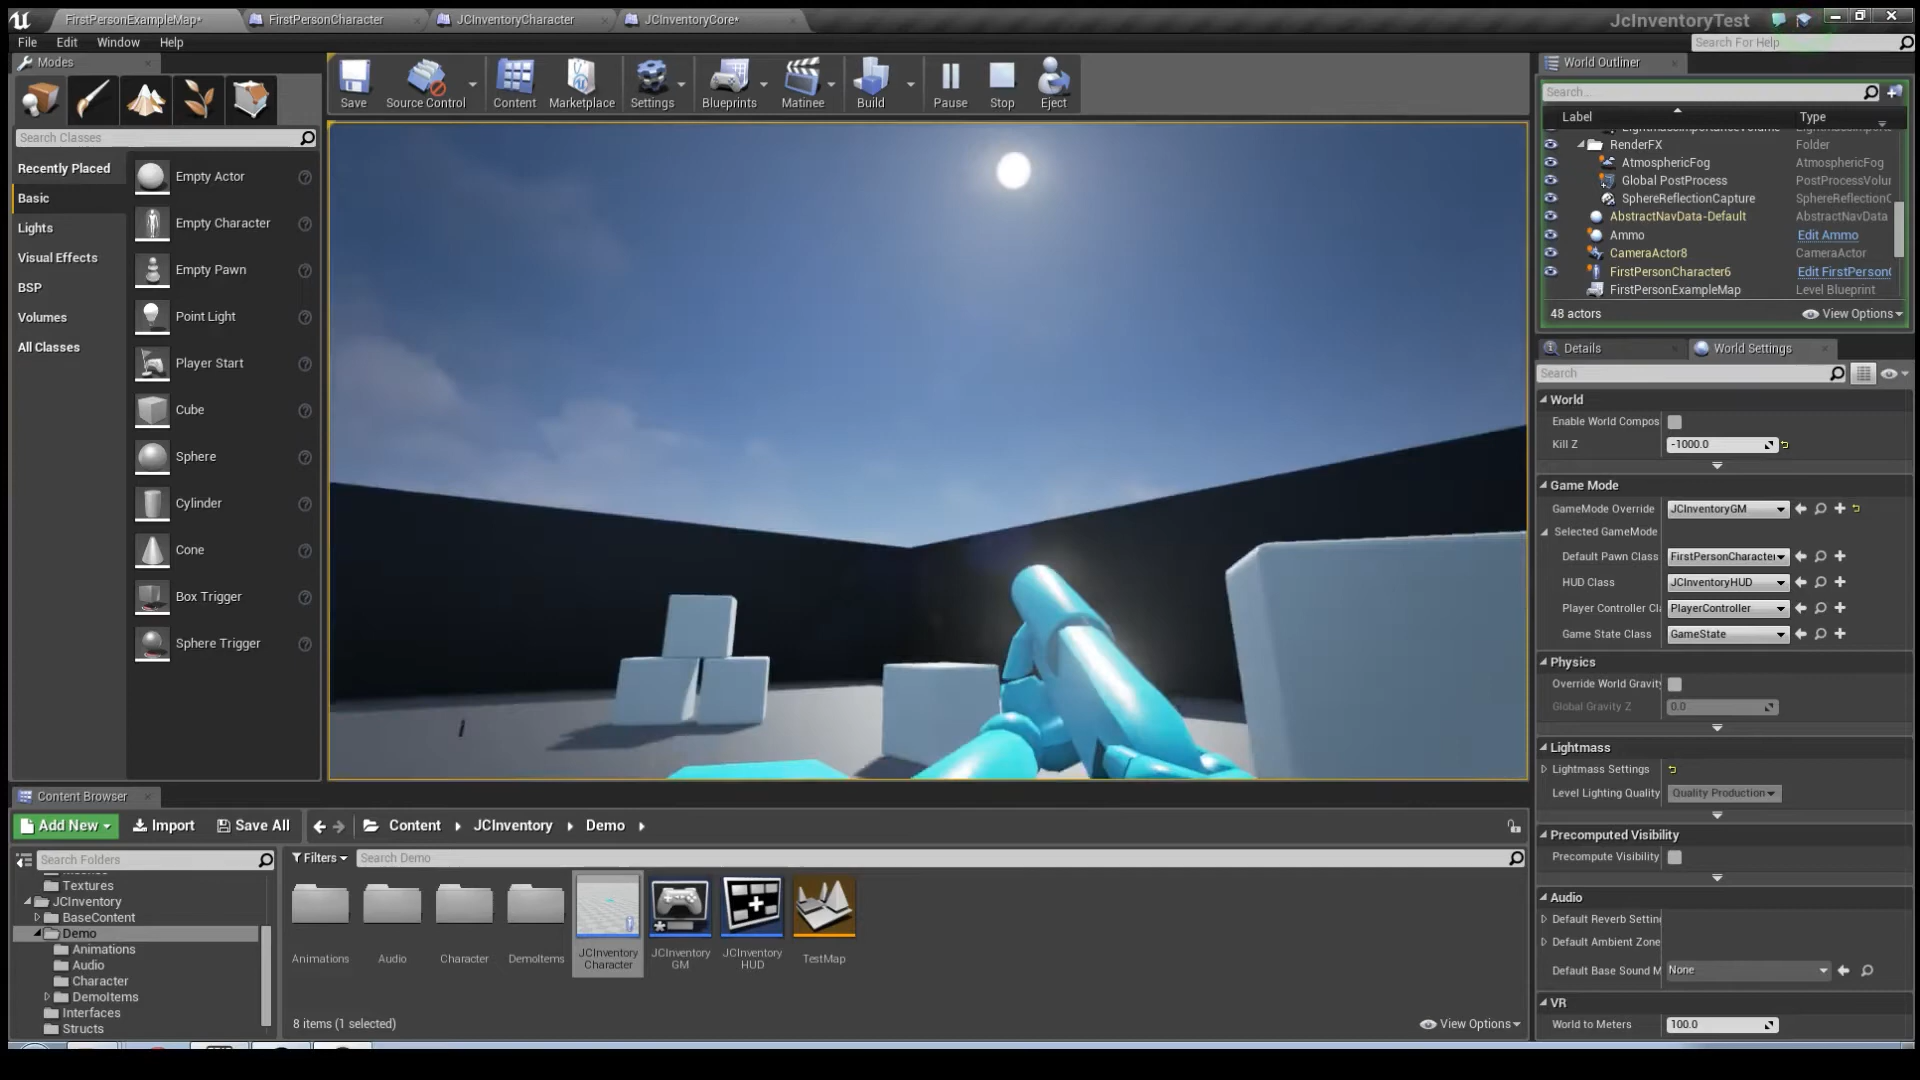 FirstPersonExampleMap*
FirstPersonCharacter
JCInventoryCharacter
JCInventoryCore*
JcInventoryTest
File Edit Window Help
Search For Help
Modes
Save
Source Control
Content
Marketplace
Settings
Blueprints
Matinee
Build
Pause
Stop
Eject
Search Classes
Recently Placed
Basic
Lights
Visual Effects
BSP
Volumes
All Classes
Empty Actor
Empty Character
Empty Pawn
Point Light
Player Start
Cube
Sphere
Cylinder
Cone
Box Trigger
Sphere Trigger
World Outliner
Search...
Label Type
RenderFX Folder
AtmosphericFog AtmosphericFog
Global PostProcess PostProcessVolur
SphereReflectionCapture SphereReflectionC
AbstractNavData-Default AbstractNavData
Ammo Edit Ammo
CameraActor8 CameraActor
FirstPersonCharacter6 Edit FirstPerson
FirstPersonExampleMap Level Blueprint
48 actors View Options
Details
World Settings
Search
World
Enable World Compos
Kill Z -1000.0
Game Mode
GameMode Override JCInventoryGM
Selected GameMode
Default Pawn Class FirstPersonCharacter
HUD Class JCInventoryHUD
Player Controller Cl PlayerController
Game State Class GameState
Physics
Override World Gravity
Global Gravity Z 0.0
Lightmass
Lightmass Settings
Level Lighting Quality Quality Production
Precomputed Visibility
Precompute Visibility
Audio
Default Reverb Settin
Default Ambient Zone
Default Base Sound M None
VR
World to Meters 100.0
Content Browser
Add New Import Save All Content JCInventory Demo
Search Folders
Filters
Search Demo
Textures
JCInventory
BaseContent
Demo
Animations
Audio
Character
DemoItems
Interfaces
Structs
Animations
Audio
Character
DemoItems
JCInventory
Character
JCInventory
GM
JCInventory
HUD
TestMap
8 items (1 selected)
View Options